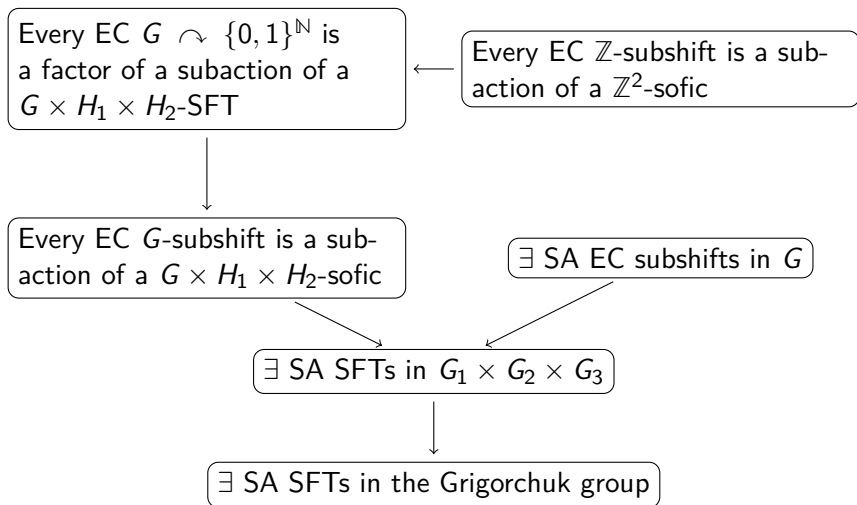 Every EC G ↷ {0, 1}^ℕ is
a factor of a subaction of a
G × H₁ × H₂-SFT
Every EC ℤ-subshift is a sub-
action of a ℤ²-sofic
Every EC G-subshift is a sub-
action of a G × H₁ × H₂-sofic
∃ SA EC subshifts in G
∃ SA SFTs in G₁ × G₂ × G₃
∃ SA SFTs in the Grigorchuk group